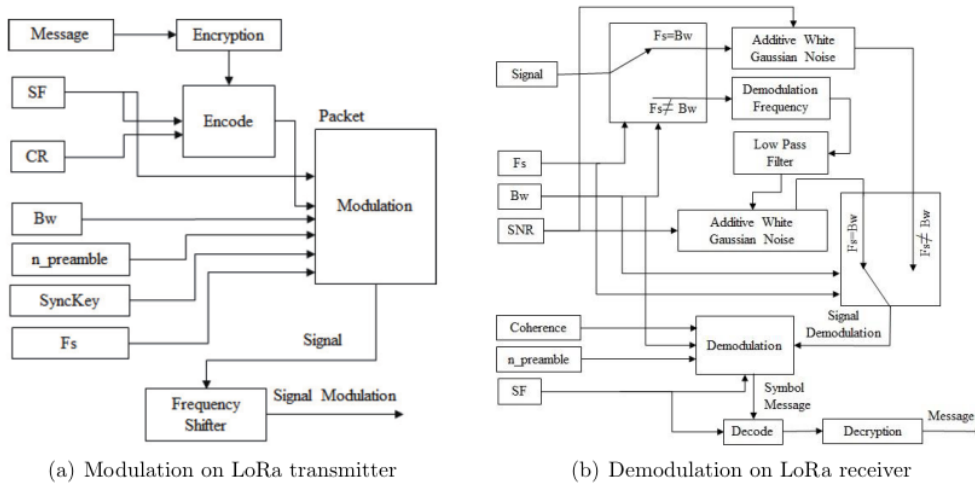 Message
Encryption
SF
Encode
CR
Packet
Modulation
Bw
n_preamble
SyncKey
Fs
Signal
Frequency
Shifter
Signal Modulation
(a) Modulation on LoRa transmitter
Signal
Fs=Bw
Fs≠ Bw
Additive White
Gaussian Noise
Demodulation
Frequency
Low Pass
Filter
Fs
Bw
SNR
Additive White
Gaussian Noise
Fs=Bw
Fs≠ Bw
Signal
Demodulation
Coherence
n_preamble
SF
Demodulation
Symbol
Message
Decode
Decryption
Message
(b) Demodulation on LoRa receiver